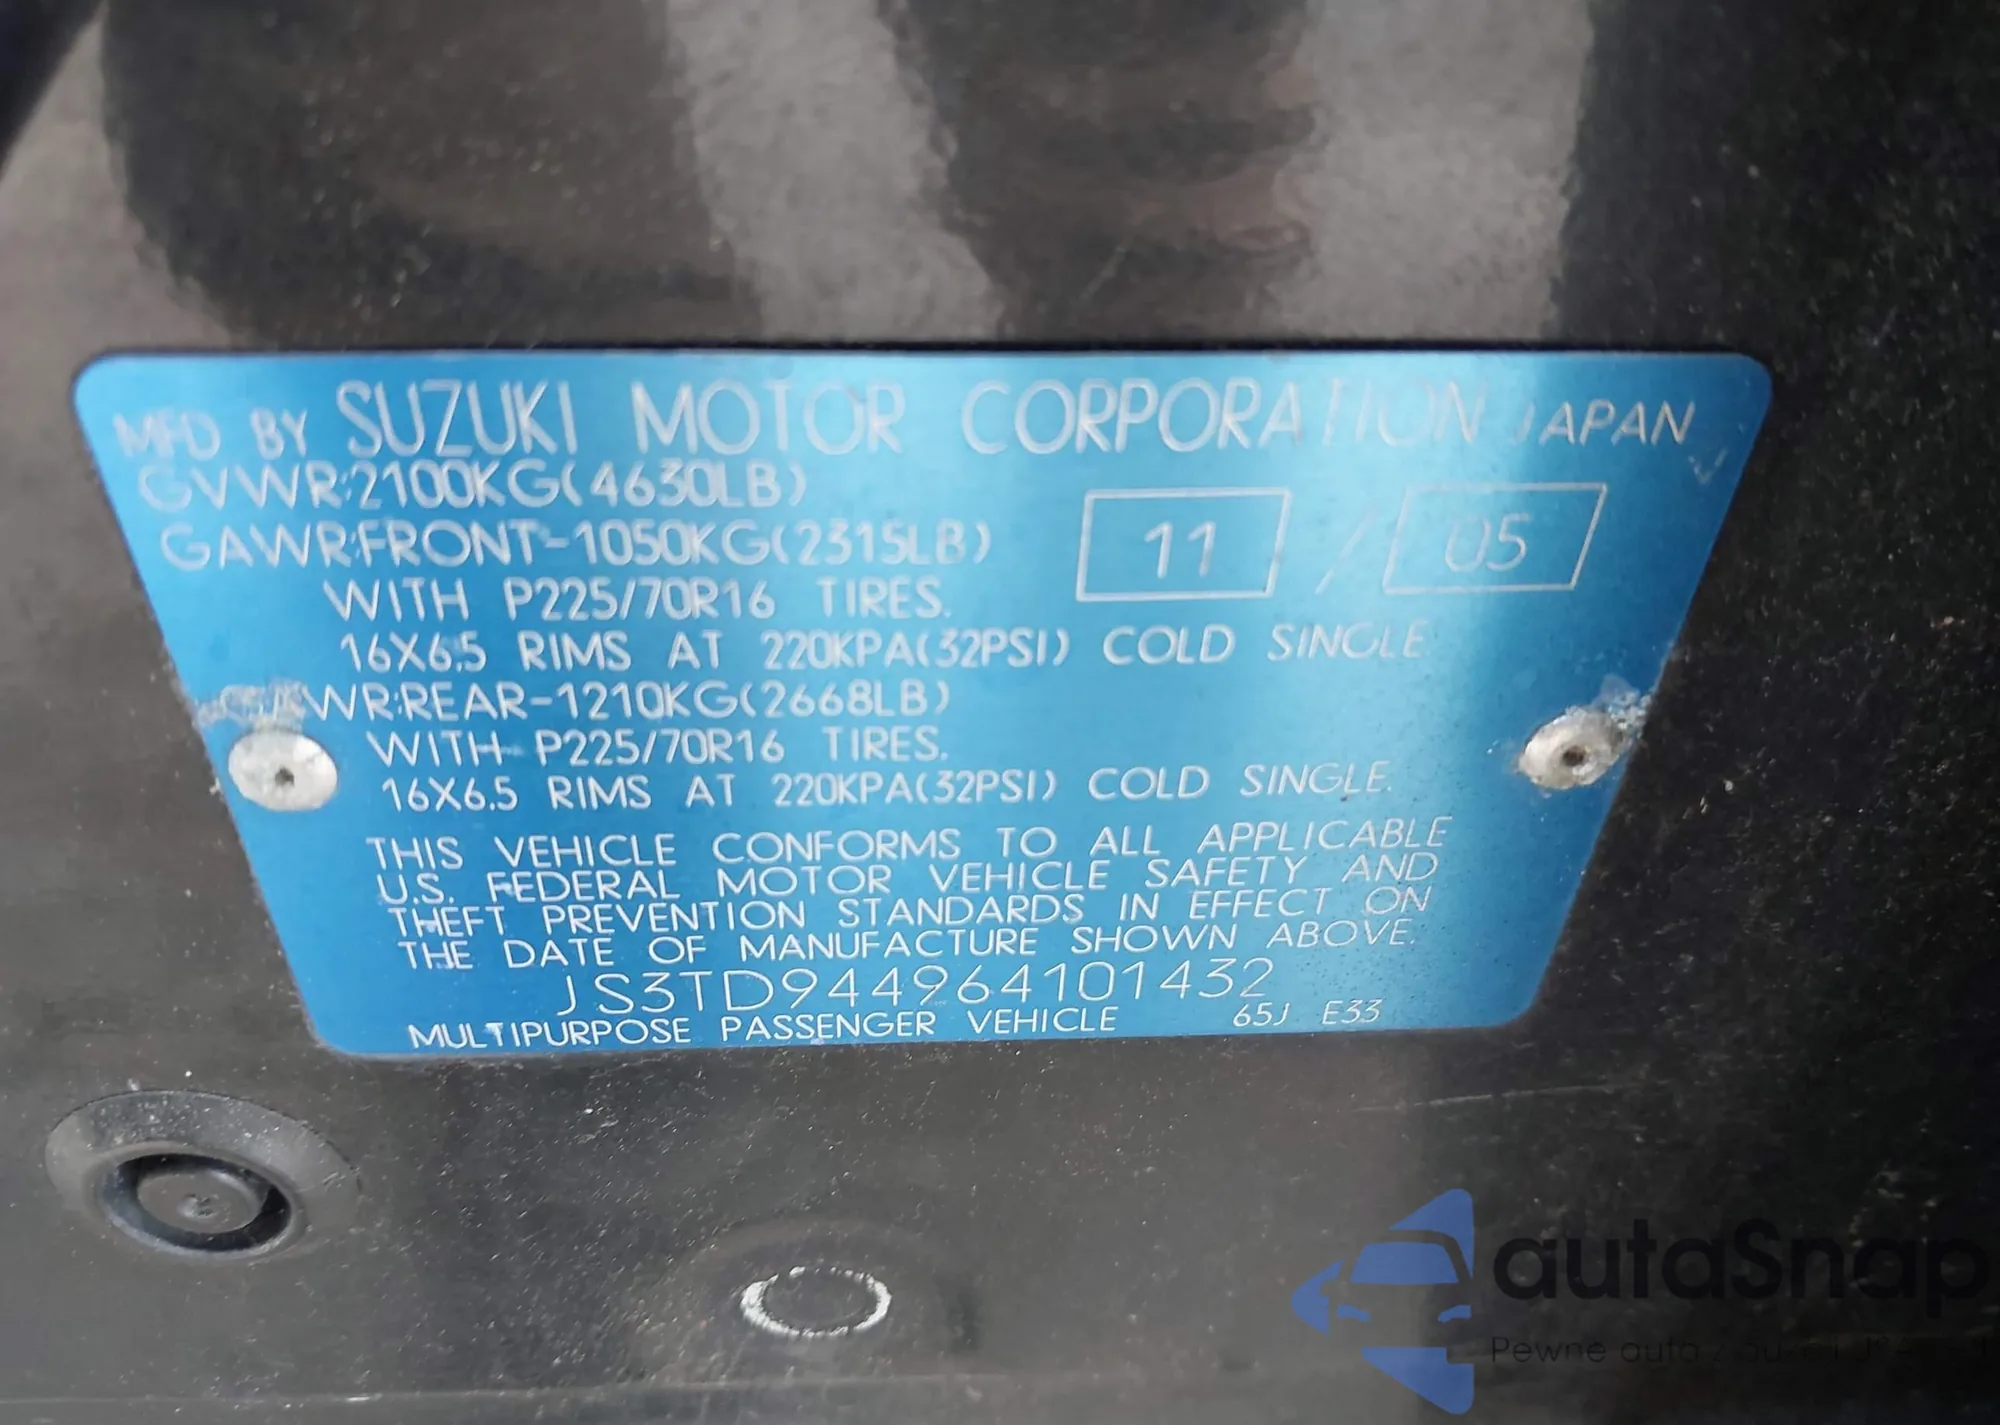 MFD BY SUZUKI MOTOR CORPORATION JAPAN
GVWR:2100KG(4630LB)
GAWR:FRONT-1050KG(2315LB) 11 / 05
WITH P225/70R16 TIRES.
16X6.5 RIMS AT 220KPA(32PSI) COLD SINGLE.
GAWR:REAR-1210KG(2668LB)
WITH P225/70R16 TIRES.
16X6.5 RIMS AT 220KPA(32PSI) COLD SINGLE.
THIS VEHICLE CONFORMS TO ALL APPLICABLE
U.S. FEDERAL MOTOR VEHICLE SAFETY AND
THEFT PREVENTION STANDARDS IN EFFECT ON
THE DATE OF MANUFACTURE SHOWN ABOVE.
JS3TD944964101432
MULTIPURPOSE PASSENGER VEHICLE 65J E33
autaSnap
Pewne auto